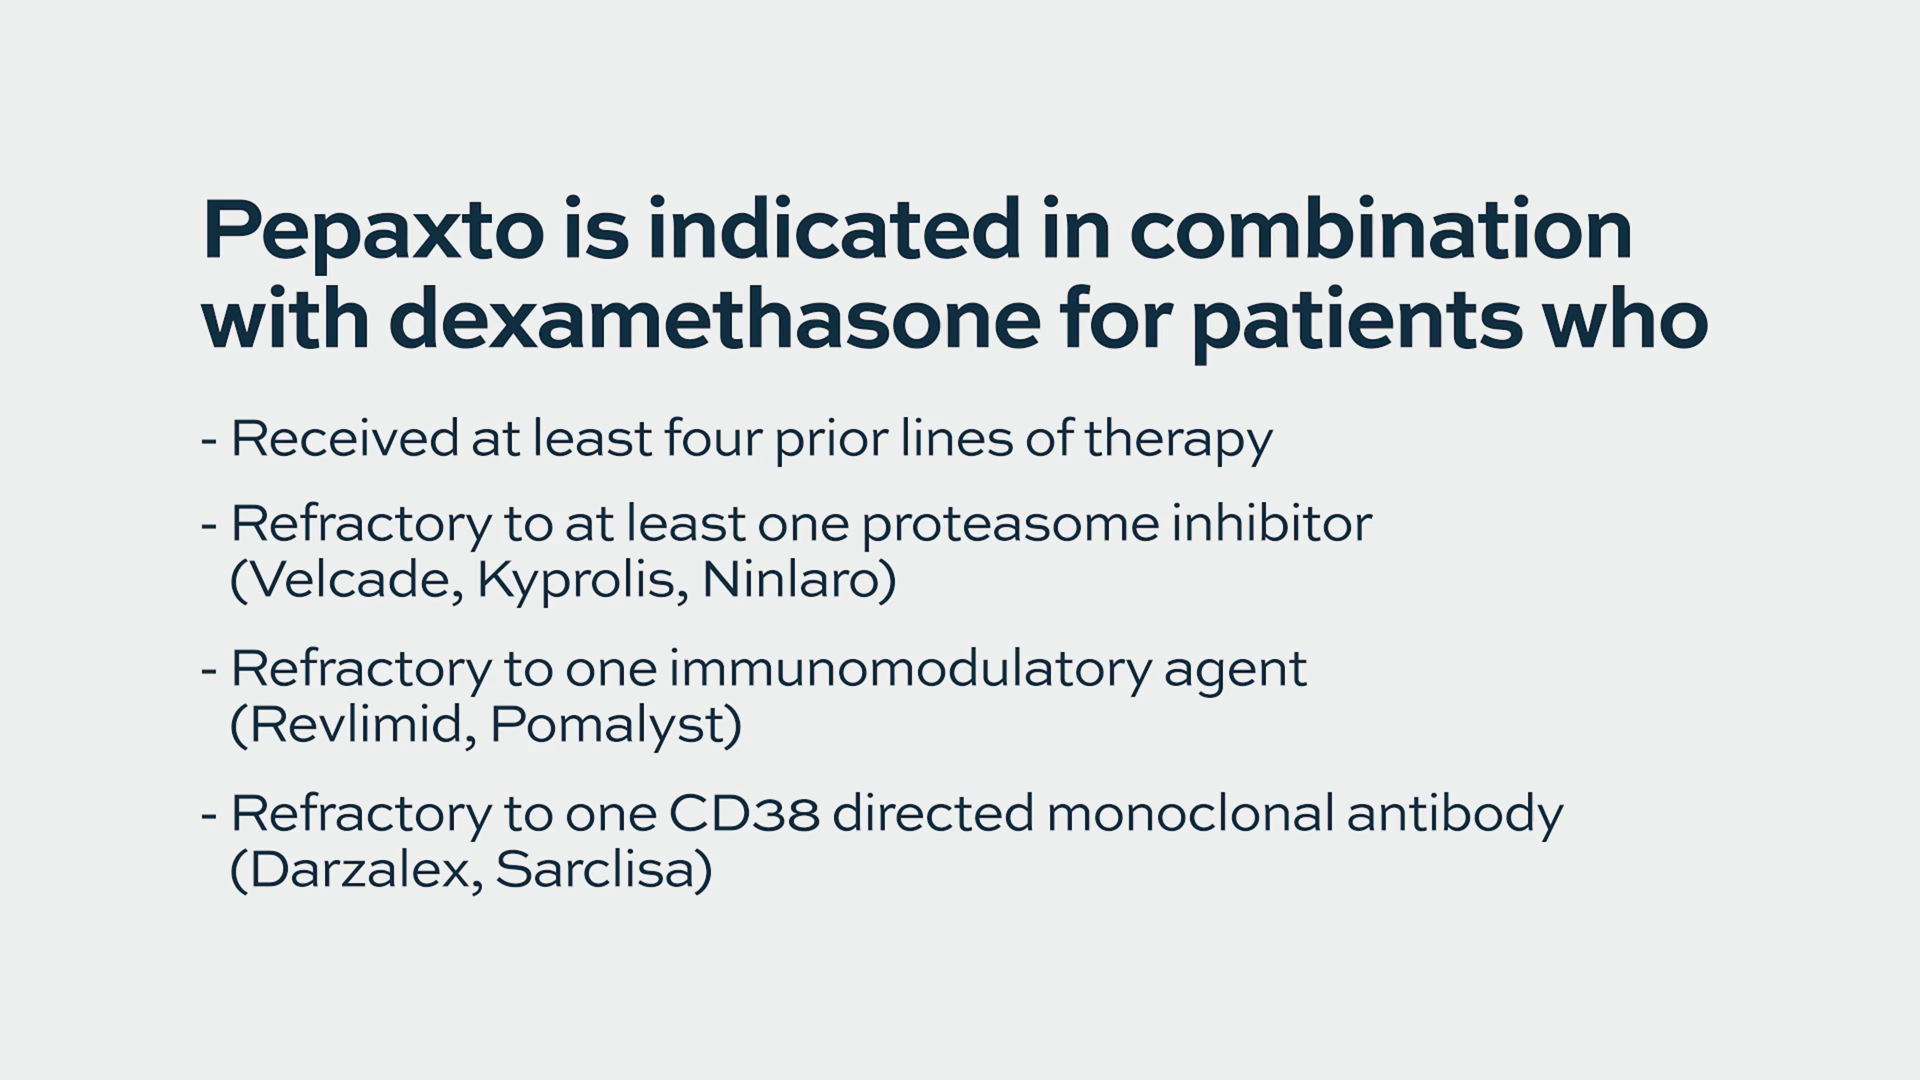 Pepaxto is indicated in combination
with dexamethasone for patients who
- Received at least four prior lines of therapy
- Refractory to at least one proteasome inhibitor
(Velcade, Kyprolis, Ninlaro)
- Refractory to one immunomodulatory agent
(Revlimid, Pomalyst)
- Refractory to one CD38 directed monoclonal antibody
(Darzalex, Sarclisa)